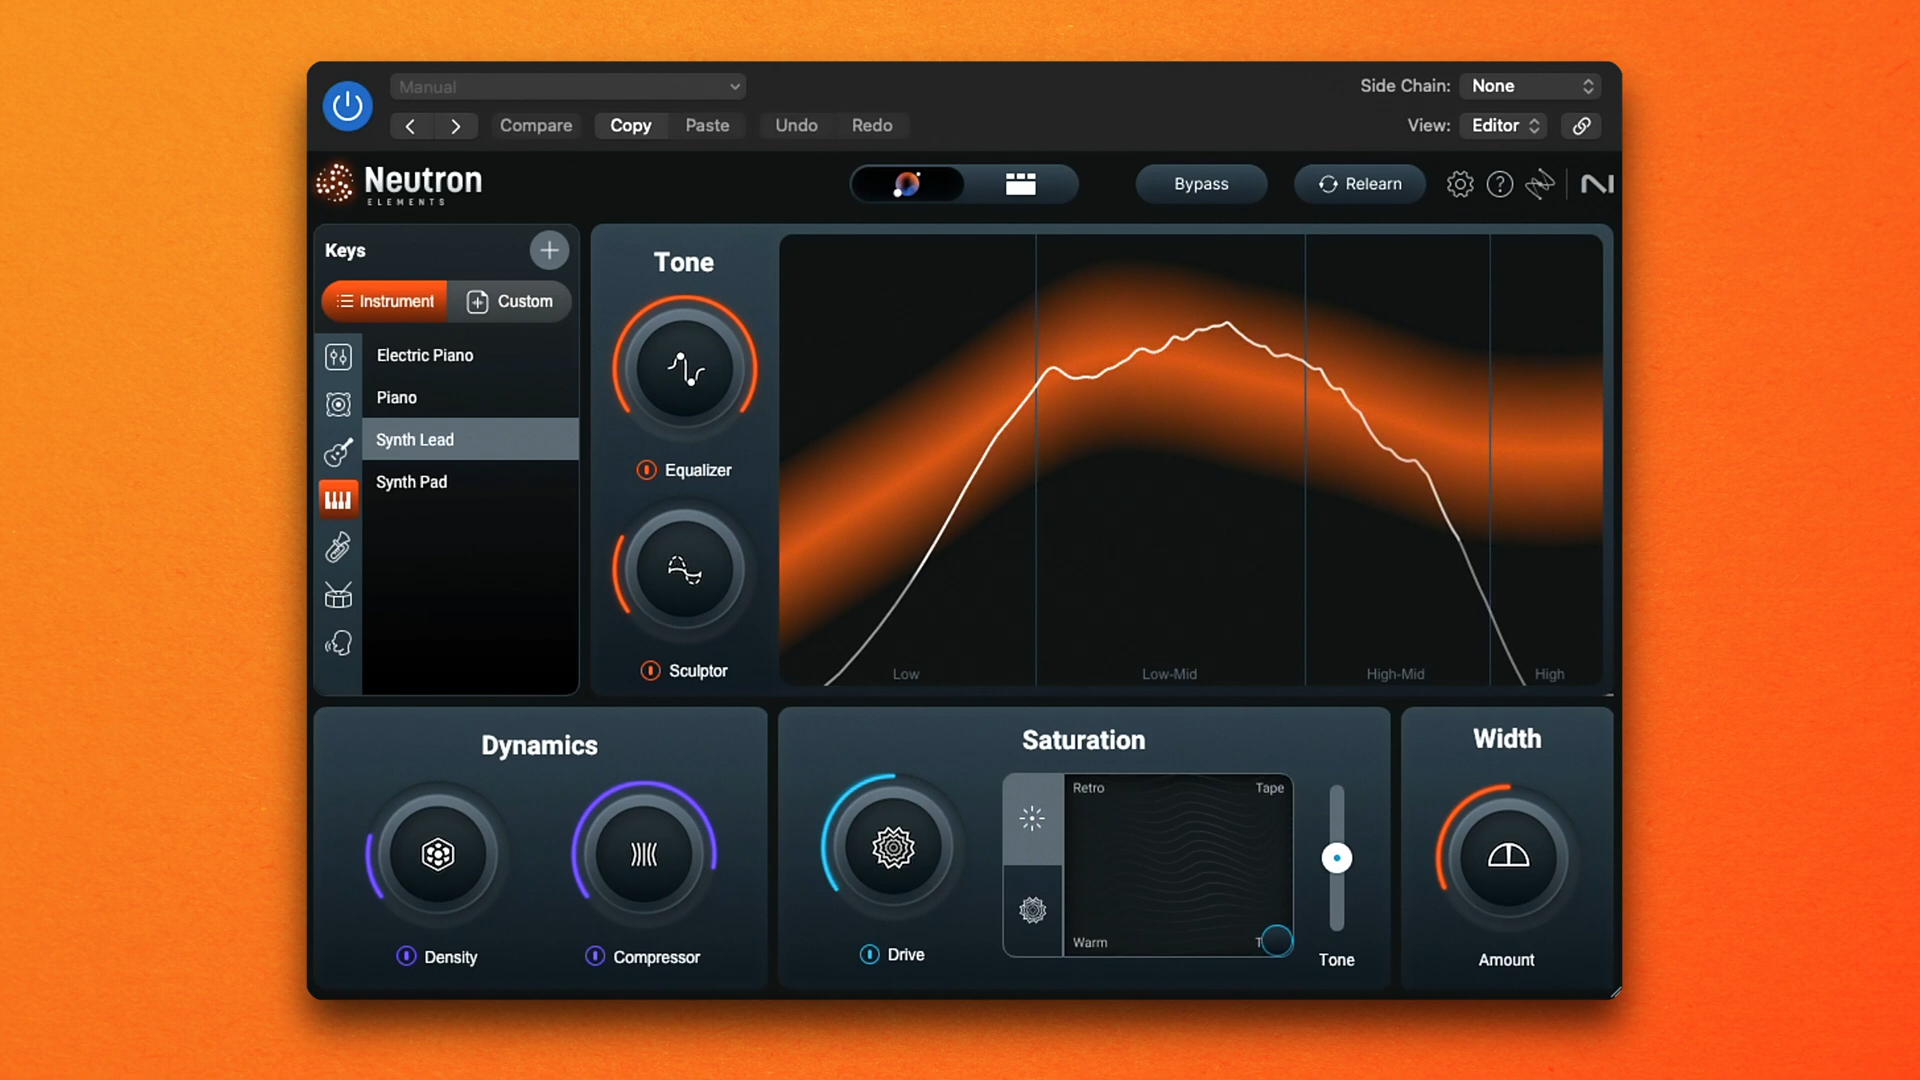 Manual
Side Chain: None
Compare Copy Paste Undo Redo
View: Editor
Neutron
ELEMENTS
Bypass
Relearn
Keys
Instrument
Custom
Electric Piano
Piano
Synth Lead
Synth Pad
Tone
Equalizer
Sculptor
Low
Low-Mid
High-Mid
High
Dynamics
Density
Compressor
Saturation
Drive
Retro
Tape
Warm
Tone
Width
Amount